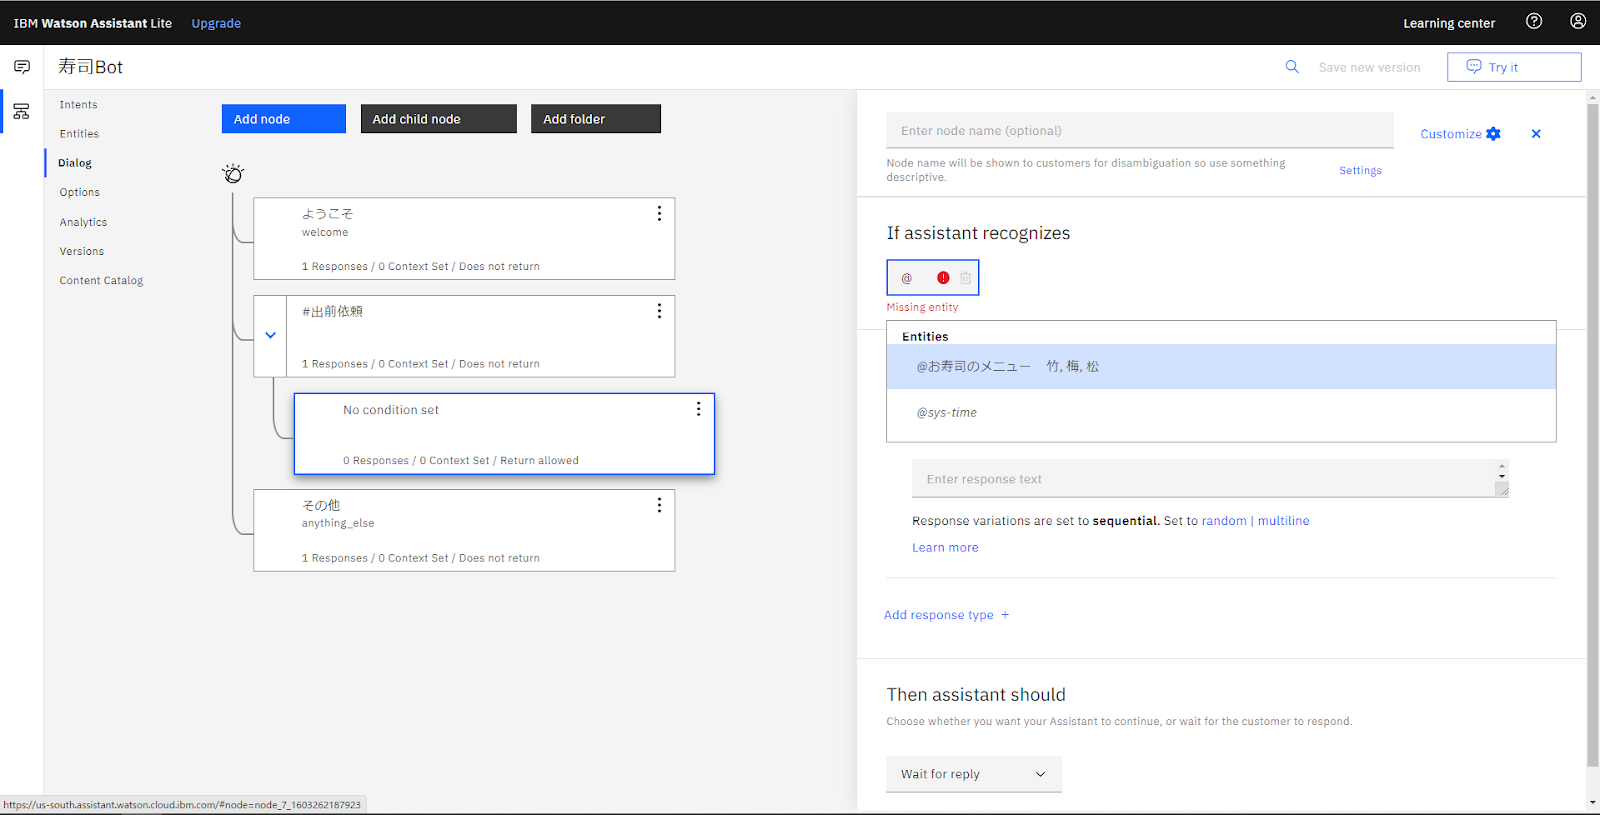 IBM Watson Assistant Lite Upgrade
Learning center
寿司Bot
Save new version
Try it
Intents
Entities
Dialog
Options
Analytics
Versions
Content Catalog
Add node
Add child node
Add folder
ようこそ
welcome
1 Responses / 0 Context Set / Does not return
#出前依頼
1 Responses / 0 Context Set / Does not return
No condition set
0 Responses / 0 Context Set / Return allowed
その他
anything_else
1 Responses / 0 Context Set / Does not return
Enter node name (optional)
Customize
Node name will be shown to customers for disambiguation so use something
descriptive.
Settings
If assistant recognizes
@
Missing entity
Entities
@お寿司のメニュー 竹, 梅, 松
@sys-time
Enter response text
Response variations are set to sequential. Set to random | multiline
Learn more
Add response type +
Then assistant should
Choose whether you want your Assistant to continue, or wait for the customer to respond.
Wait for reply
https://us-south.assistant.watson.cloud.ibm.com/#node=node_7_1603262187923